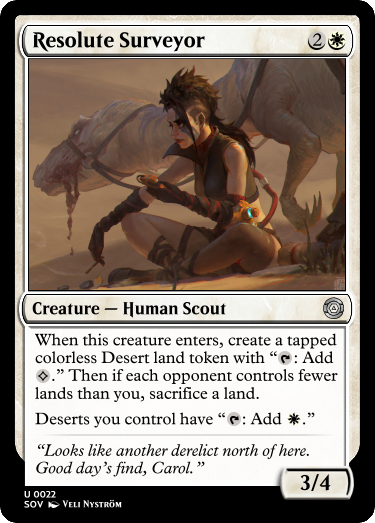 Resolute Surveyor 2
Creature — Human Scout
When this creature enters, create a tapped
colorless Desert land token with “: Add
.” Then if each opponent controls fewer
lands than you, sacrifice a land.
Deserts you control have “: Add .”
“Looks like another derelict north of here.
Good day’s find, Carol.”
3/4
U 0022
SOV VELI NYSTRÖM